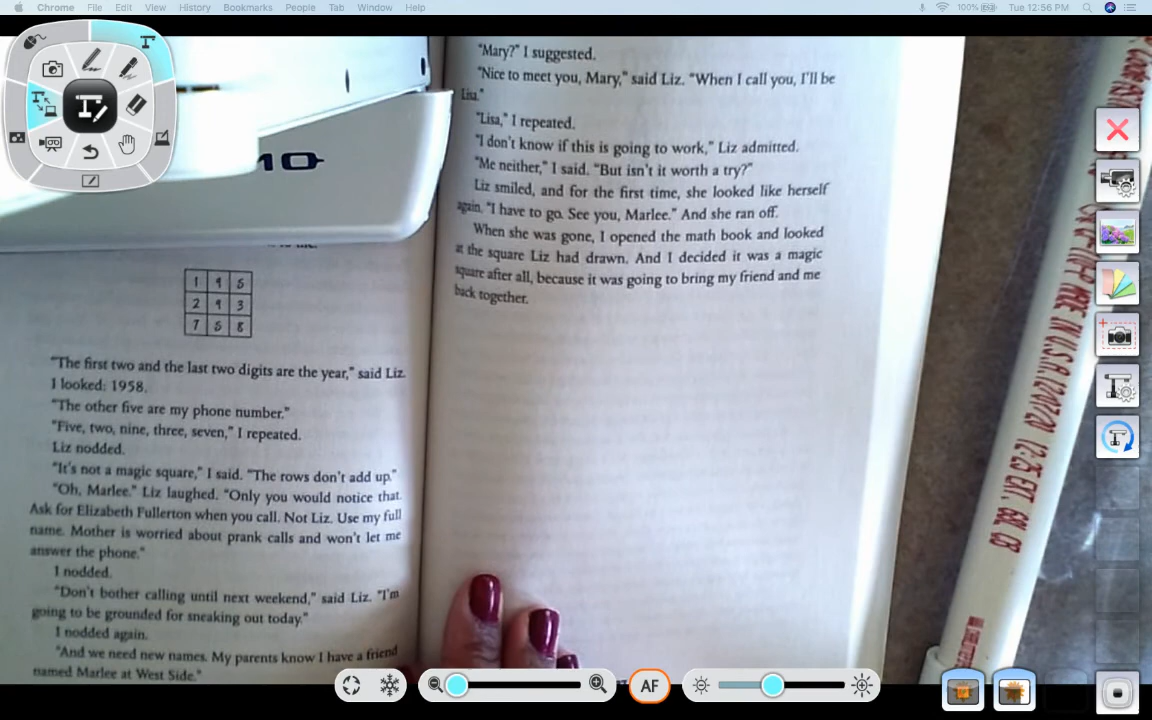 Chrome File Edit View History Bookmarks People Tab Window Help 100% Tue 12:56 PM
1 9 5
2 9 3
7 5 8
"The first two and the last two digits are the year," said Liz.
I looked: 1958.
"The other five are my phone number."
"Five, two, nine, three, seven," I repeated.
Liz nodded.
"It's not a magic square," I said. "The rows don't add up."
"Oh, Marlee." Liz laughed. "Only you would notice that.
Ask for Elizabeth Fullerton when you call. Not Liz. Use my full
name. Mother is worried about prank calls and won't let me
answer the phone."
I nodded.
"Don't bother calling until next weekend," said Liz. "I'm
going to be grounded for sneaking out today."
I nodded again.
"And we need new names. My parents know I have a friend
named Marlee at West Side."
"Mary?" I suggested.
"Nice to meet you, Mary," said Liz. "When I call you, I'll be
Lisa."
"Lisa," I repeated.
"I don't know if this is going to work," Liz admitted.
"Me neither," I said. "But isn't it worth a try?"
Liz smiled, and for the first time, she looked like herself
again. "I have to go. See you, Marlee." And she ran off.
When she was gone, I opened the math book and looked
at the square Liz had drawn. And I decided it was a magic
square after all, because it was going to bring my friend and me
back together.
IN U.S.A. 120720 12:25 EXT.
AF